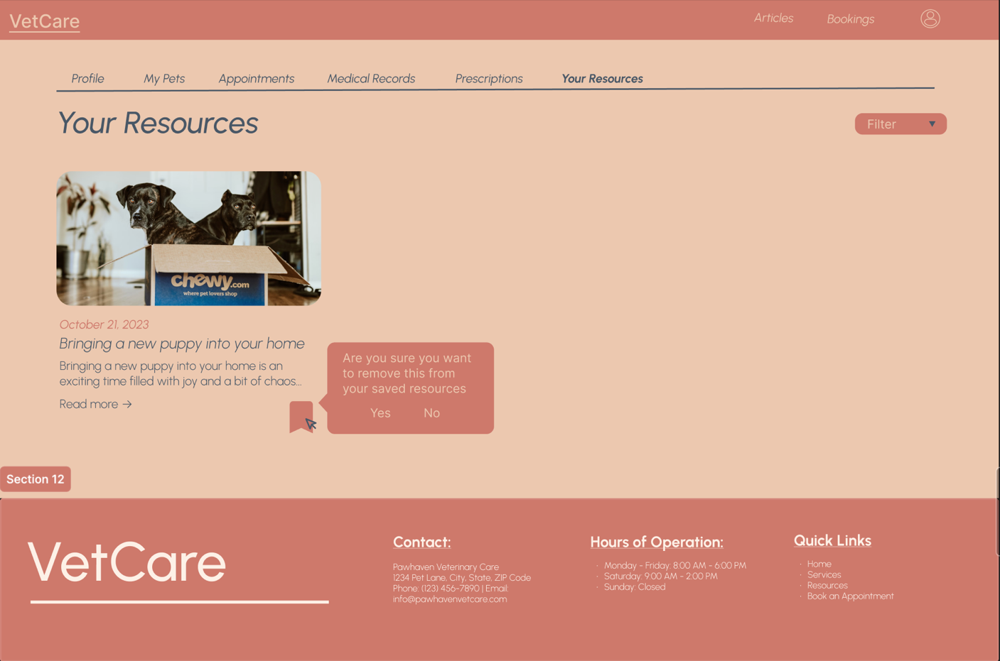 VetCare
Articles
Bookings
Profile
My Pets
Appointments
Medical Records
Prescriptions
Your Resources
Your Resources
Filter
chewy.com
where pet lovers shop
October 21, 2023
Bringing a new puppy into your home
Bringing a new puppy into your home is an
exciting time filled with joy and a bit of chaos...
Read more →
Are you sure you want
to remove this from
your saved resources
Yes
No
Section 12
VetCare
Contact:
Pawhaven Veterinary Care
1234 Pet Lane, City, State, ZIP Code
Phone: (123) 456-7890 | Email:
info@pawhavenvetcare.com
Hours of Operation:
· Monday - Friday: 8:00 AM - 6:00 PM
· Saturday: 9:00 AM - 2:00 PM
· Sunday: Closed
Quick Links
· Home
· Services
· Resources
· Book an Appointment